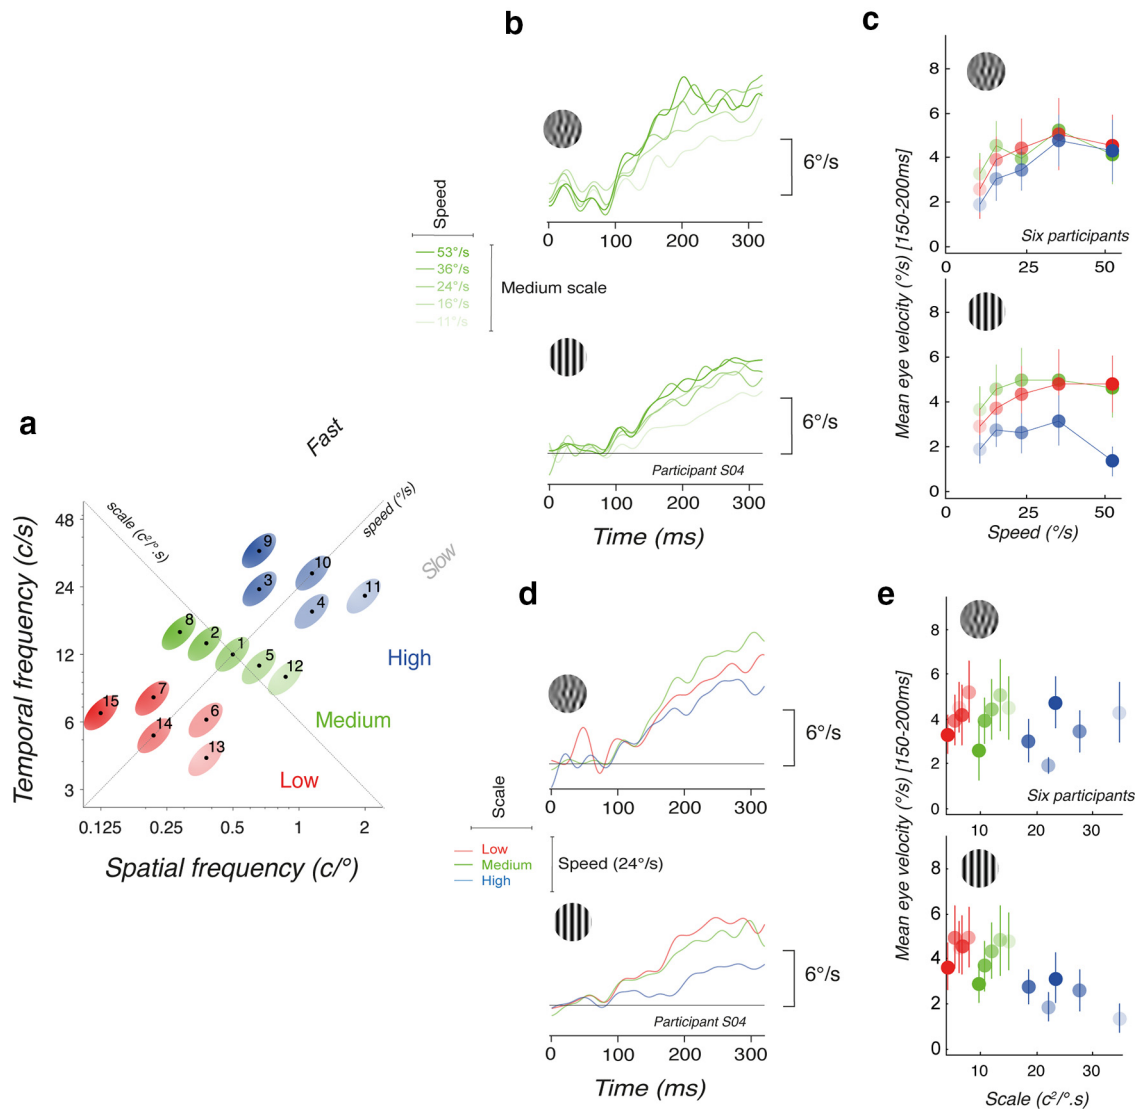 b
6°/s
0
100
200
300
Speed
53°/s
36°/s
24°/s
16°/s
11°/s
Medium scale
6°/s
Participant S04
0
100
200
300
Time (ms)
c
Mean eye velocity (°/s) [150-200ms]
8
6
4
2
0
Six participants
0
25
50
8
6
4
2
0
0
25
50
Speed (°/s)
a
Fast
Slow
scale (c²/°.s)
speed (°/s)
Temporal frequency (c/s)
48
24
12
6
3
9
10
3
11
4
8
2
1
5
12
7
15
6
14
13
High
Medium
Low
0.125
0.25
0.5
1
2
Spatial frequency (c/°)
d
6°/s
0
100
200
300
Scale
Low
Medium
High
Speed (24°/s)
6°/s
Participant S04
0
100
200
300
Time (ms)
e
Mean eye velocity (°/s) [150-200ms]
8
6
4
2
0
Six participants
10
20
30
8
6
4
2
0
10
20
30
Scale (c²/°.s)